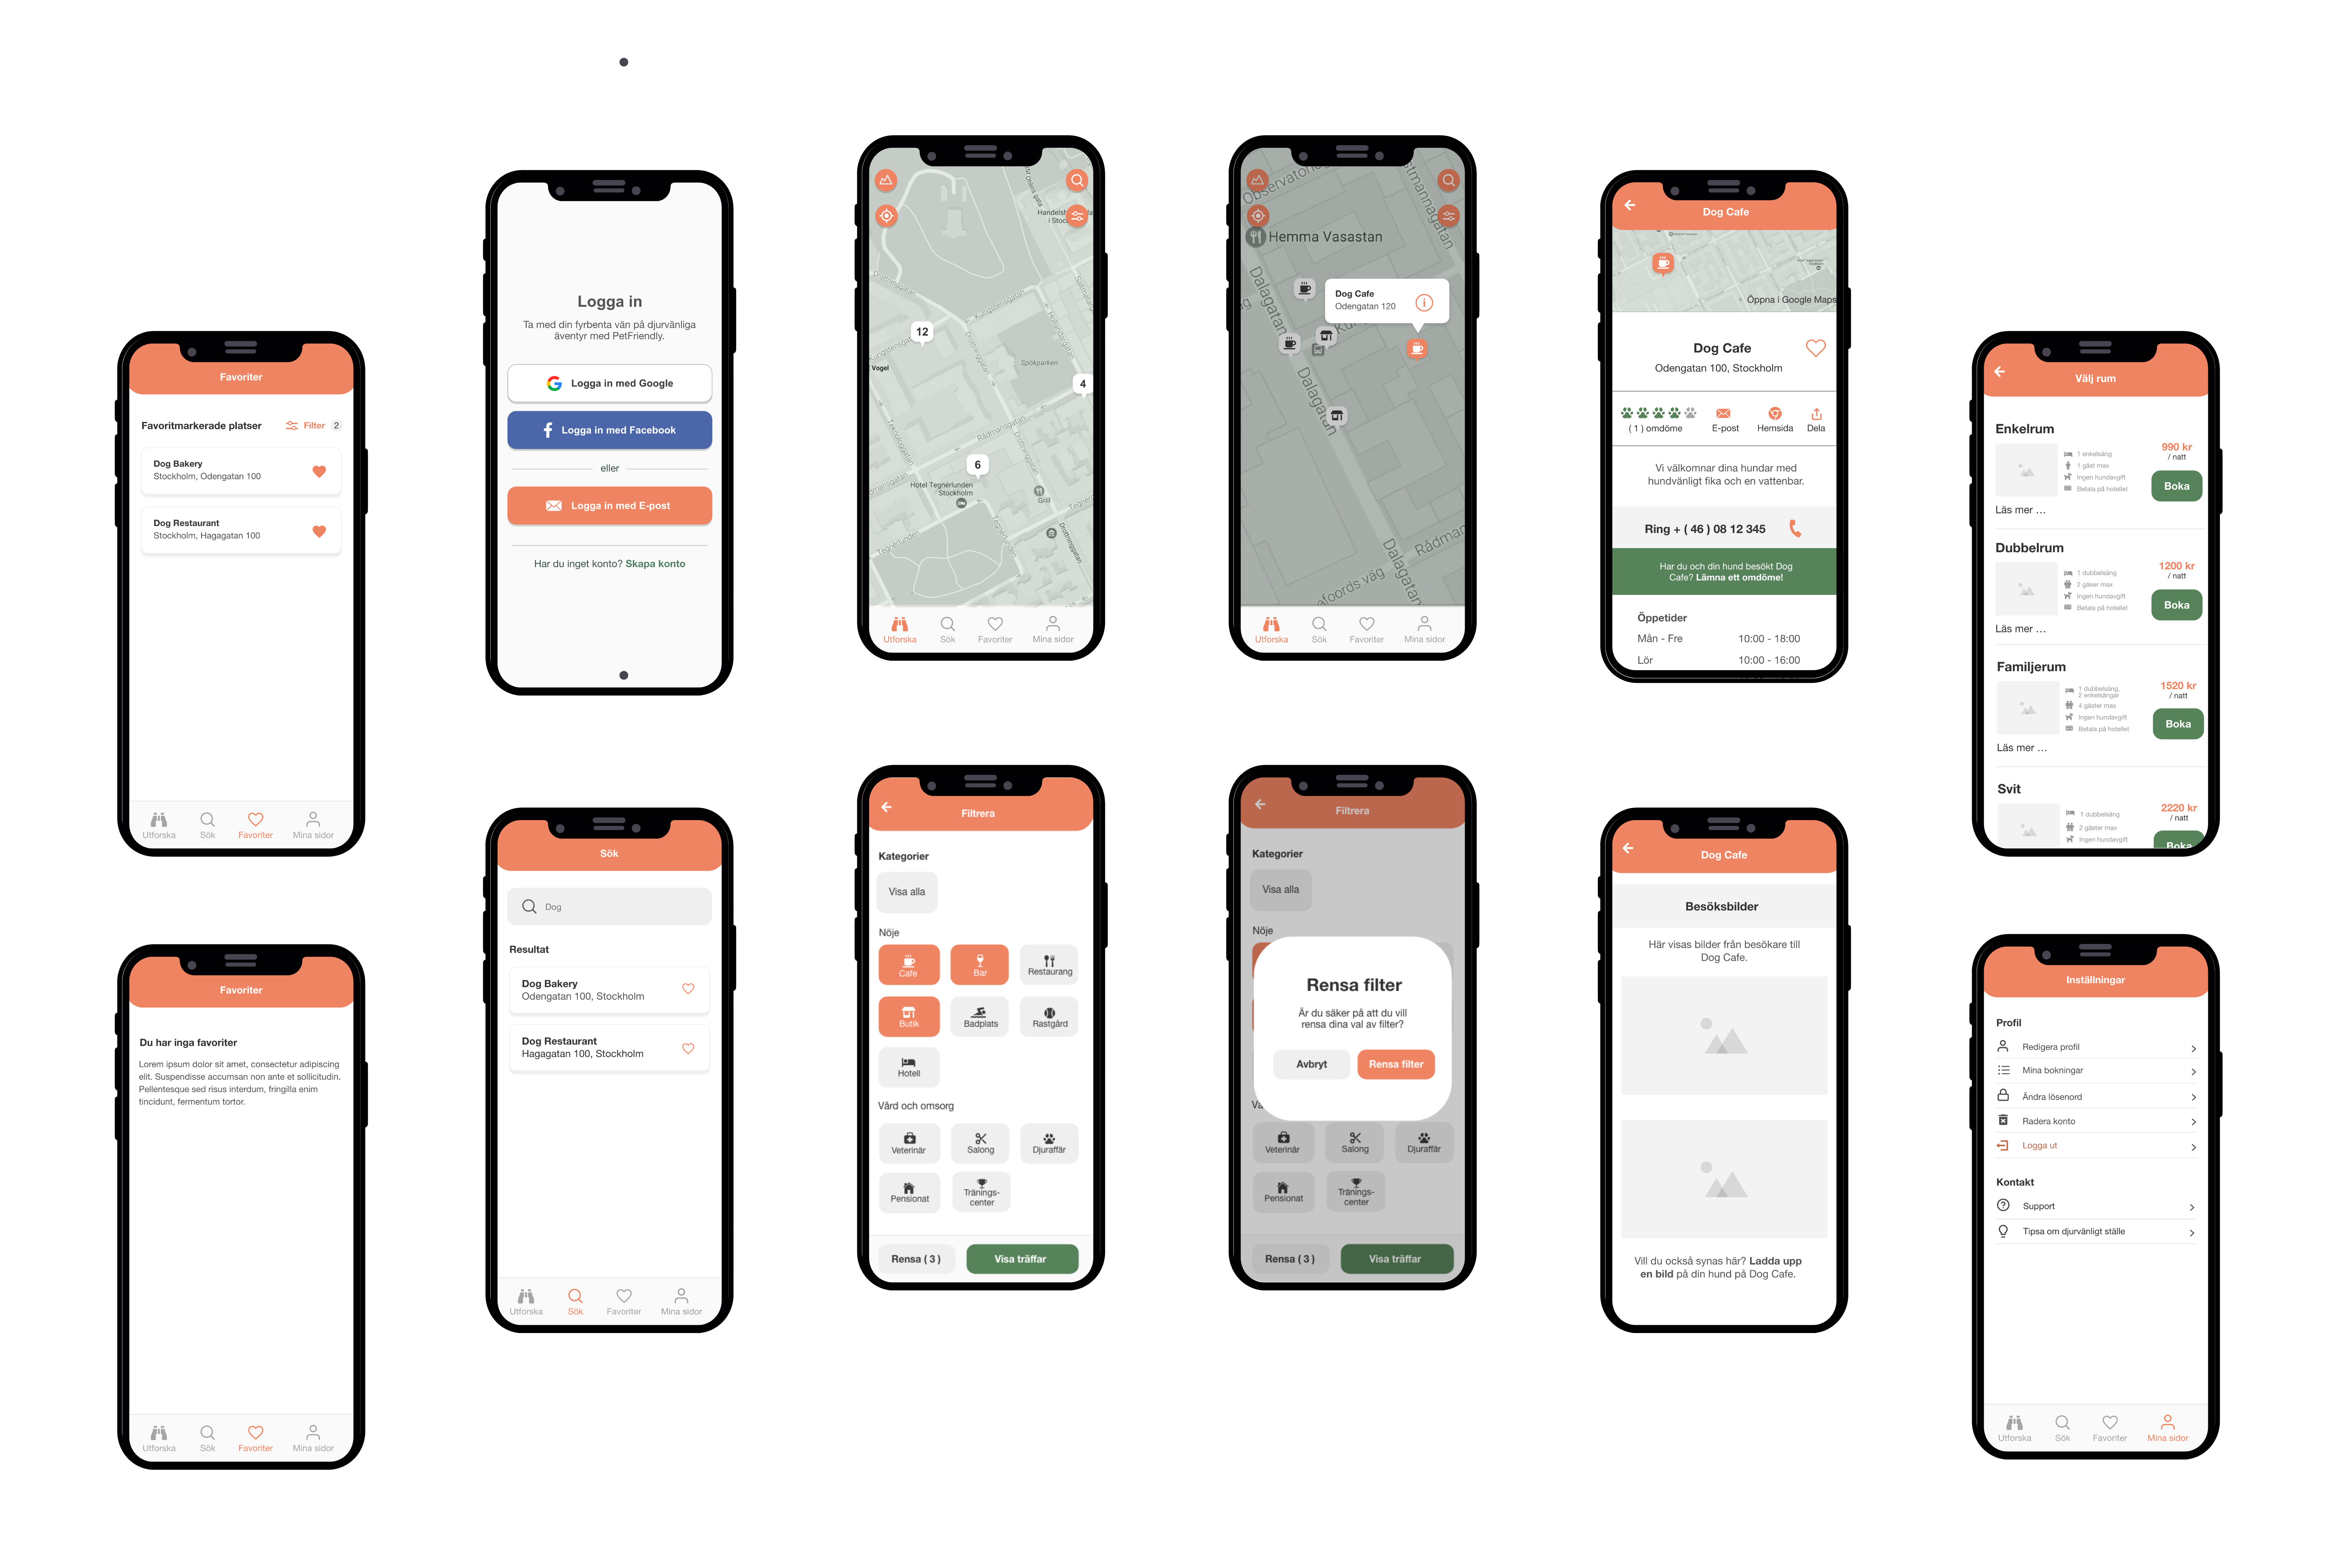 Favoriter
Favoritmarkerade platser
Filter 2
Dog Bakery
Stockholm, Odengatan 100
Dog Restaurant
Stockholm, Hagagatan 100
Utforska Sök Favoriter Mina sidor
Favoriter
Du har inga favoriter
Lorem ipsum dolor sit amet, consectetur adipiscing
elit. Suspendisse accumsan non ante et sollicitudin.
Pellentesque sed risus interdum, fringilla enim
tincidunt, fermentum tortor.
Utforska Sök Favoriter Mina sidor
Logga in
Ta med din fyrbenta vän på djurvänliga
äventyr med PetFriendly.
Logga in med Google
Logga in med Facebook
eller
Logga in med E-post
Har du inget konto? Skapa konto
Sök
Dog
Resultat
Dog Bakery
Odengatan 100, Stockholm
Dog Restaurant
Hagagatan 100, Stockholm
Utforska Sök Favoriter Mina sidor
i Stoc
Drottninggatan
Kungstensgatan
12
Vogel
Spökparken
4
Rådmansgatan
Teknologgatan
Drottninggatan
6
Hotel Tegnérlunden
Stockholm
Grill
Tegnérlunden
Tegnérlunden
Drottninggatan
Utforska Sök Favoriter Mina sidor
Filtrera
Kategorier
Visa alla
Nöje
Cafe Bar Restaurang
Butik Badplats Rastgård
Hotell
Vård och omsorg
Veterinär Salong Djuraffär
Pensionat Tränings-
center
Rensa ( 3 ) Visa träffar
Hemma Vasastan
Dalagatan
Dog Cafe
Odengatan 120
Dalagatan
Dalagatan
Utforska Sök Favoriter Mina sidor
Filtrera
Kategorier
Visa alla
Nöje
Rensa filter
Är du säker på att du vill
rensa dina val av filter?
Avbryt Rensa filter
Vå
Veterinär Salong Djuraffär
Pensionat Tränings-
center
Rensa ( 3 ) Visa träffar
Dog Cafe
Öppna i Google Maps
Dog Cafe
Odengatan 100, Stockholm
( 1 ) omdöme E-post Hemsida Dela
Vi välkomnar dina hundar med
hundvänligt fika och en vattenbar.
Ring + ( 46 ) 08 12 345
Har du och din hund besökt Dog
Cafe? Lämna ett omdöme!
Öppetider
Mån - Fre 10:00 - 18:00
Lör 10:00 - 16:00
Dog Cafe
Besöksbilder
Här visas bilder från besökare till
Dog Cafe.
Vill du också synas här? Ladda upp
en bild på din hund på Dog Cafe.
Välj rum
Enkelrum
1 enkelsäng
1 gäst max
Ingen hundavgift
Betala på hotellet
990 kr
/ natt
Boka
Läs mer ...
Dubbelrum
1 dubbelsäng
2 gäser max
Ingen hundavgift
Betala på hotellet
1200 kr
/ natt
Boka
Läs mer ...
Familjerum
1 dubbelsäng,
2 enkelsängar
4 gäster max
Ingen hundavgift
Betala på hotellet
1520 kr
/ natt
Boka
Läs mer ...
Svit
1 dubbelsäng
2 gäster max
Ingen hundavgift
2220 kr
/ natt
Boka
Inställningar
Profil
Redigera profil
Mina bokningar
Ändra lösenord
Radera konto
Logga ut
Kontakt
Support
Tipsa om djurvänligt ställe
Utforska Sök Favoriter Mina sidor